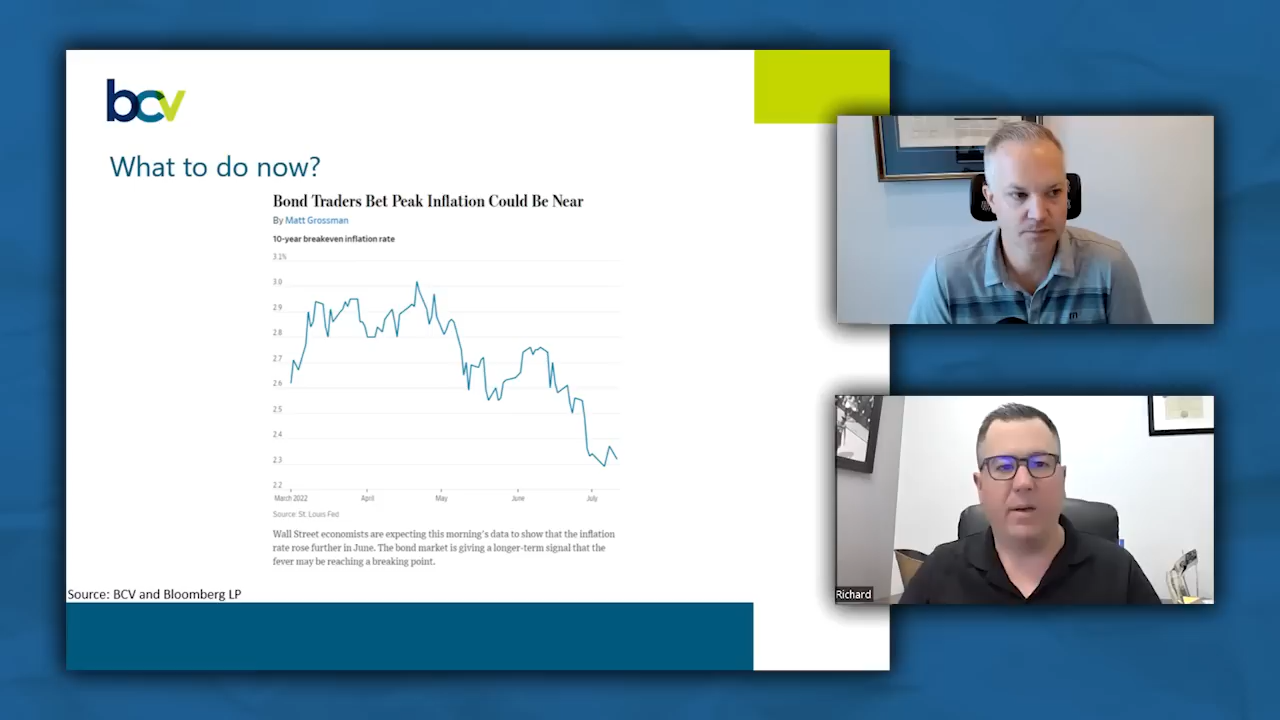 bcv
What to do now?
Bond Traders Bet Peak Inflation Could Be Near
By Matt Grossman
10-year breakeven inflation rate
3.1%
3.0
2.9
2.8
2.7
2.6
2.5
2.4
2.3
2.2
March 2022 April May June July
Source: St. Louis Fed
Wall Street economists are expecting this morning's data to show that the inflation
rate rose further in June. The bond market is giving a longer-term signal that the
fever may be reaching a breaking point.
Source: BCV and Bloomberg LP
Richard